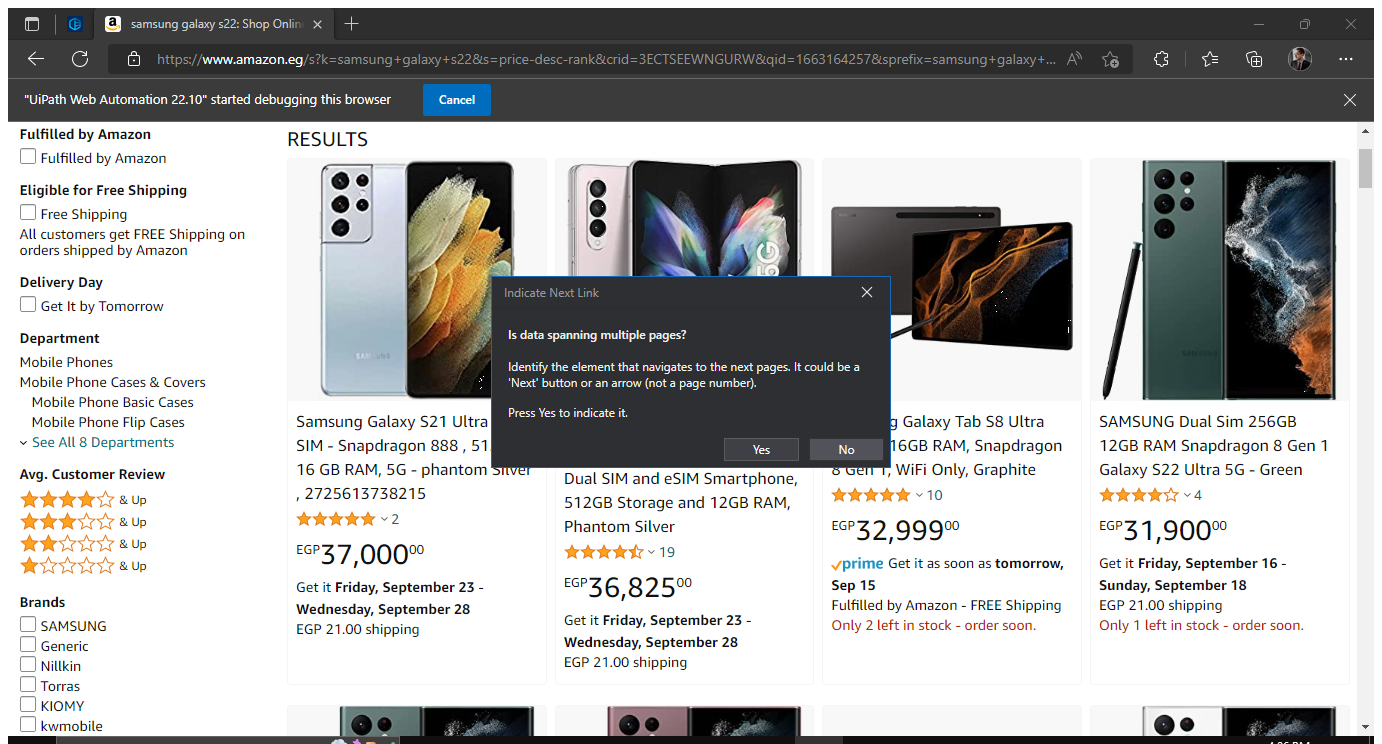 samsung galaxy s22: Shop Onlin
https://www.amazon.eg/s?k=samsung+galaxy+s22&s=price-desc-rank&crid=3ECTSEEWNGURW&qid=1663164257&sprefix=samsung+galaxy+...
"UiPath Web Automation 22.10" started debugging this browser
Cancel
Fulfilled by Amazon
Fulfilled by Amazon
Eligible for Free Shipping
Free Shipping
All customers get FREE Shipping on
orders shipped by Amazon
Delivery Day
Get It by Tomorrow
Department
Mobile Phones
Mobile Phone Cases & Covers
Mobile Phone Basic Cases
Mobile Phone Flip Cases
See All 8 Departments
Avg. Customer Review
& Up
& Up
& Up
& Up
Brands
SAMSUNG
Generic
Nillkin
Torras
KIOMY
kwmobile
RESULTS
SAMSUNG
5G
Indicate Next Link
Is data spanning multiple pages?
Identify the element that navigates to the next pages. It could be a
'Next' button or an arrow (not a page number).
Press Yes to indicate it.
Yes
No
Samsung Galaxy S21 Ultra
SIM - Snapdragon 888 , 51
16 GB RAM, 5G - phantom Silver
, 2725613738215
2
EGP37,00000
Get it Friday, September 23 -
Wednesday, September 28
EGP 21.00 shipping
Dual SIM and eSIM Smartphone,
512GB Storage and 12GB RAM,
Phantom Silver
19
EGP36,82500
Get it Friday, September 23 -
Wednesday, September 28
EGP 21.00 shipping
g Galaxy Tab S8 Ultra
16GB RAM, Snapdragon
8 Gen 1, WiFi Only, Graphite
10
EGP32,99900
prime Get it as soon as tomorrow,
Sep 15
Fulfilled by Amazon - FREE Shipping
Only 2 left in stock - order soon.
SAMSUNG Dual Sim 256GB
12GB RAM Snapdragon 8 Gen 1
Galaxy S22 Ultra 5G - Green
4
EGP31,90000
Get it Friday, September 16 -
Sunday, September 18
EGP 21.00 shipping
Only 1 left in stock - order soon.